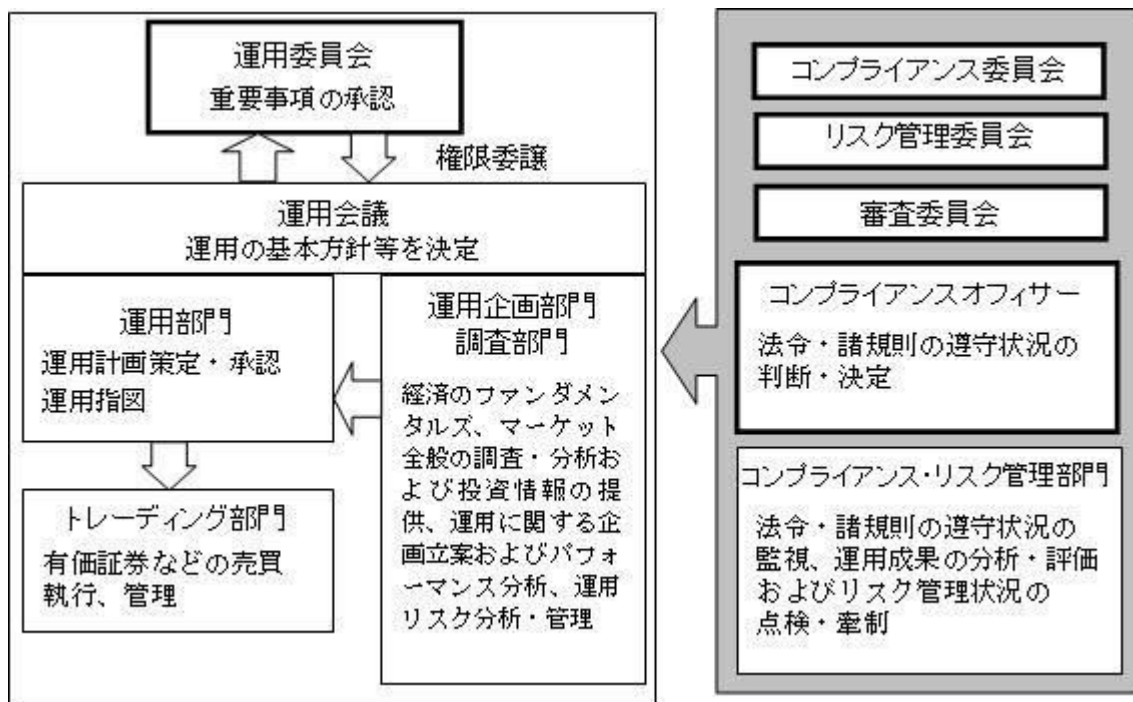 運用委員会
重要事項の承認
権限委譲
運用会議
運用の基本方針等を決定
運用部門
運用計画策定・承認
運用指図
トレーディング部門
有価証券などの売買
執行、管理
運用企画部門
調査部門
経済のファンダメン
タルズ、マーケット
全般の調査・分析お
よび投資情報の提
供、運用に関する企
画立案およびパフォ
ーマンス分析、運用
リスク分析・管理
コンプライアンス委員会
リスク管理委員会
審査委員会
コンプライアンスオフィサー
法令・諸規則の遵守状況の
判断・決定
コンプライアンス・リスク管理部門
法令・諸規則の遵守状況の
監視、運用成果の分析・評価
およびリスク管理状況の
点検・牽制